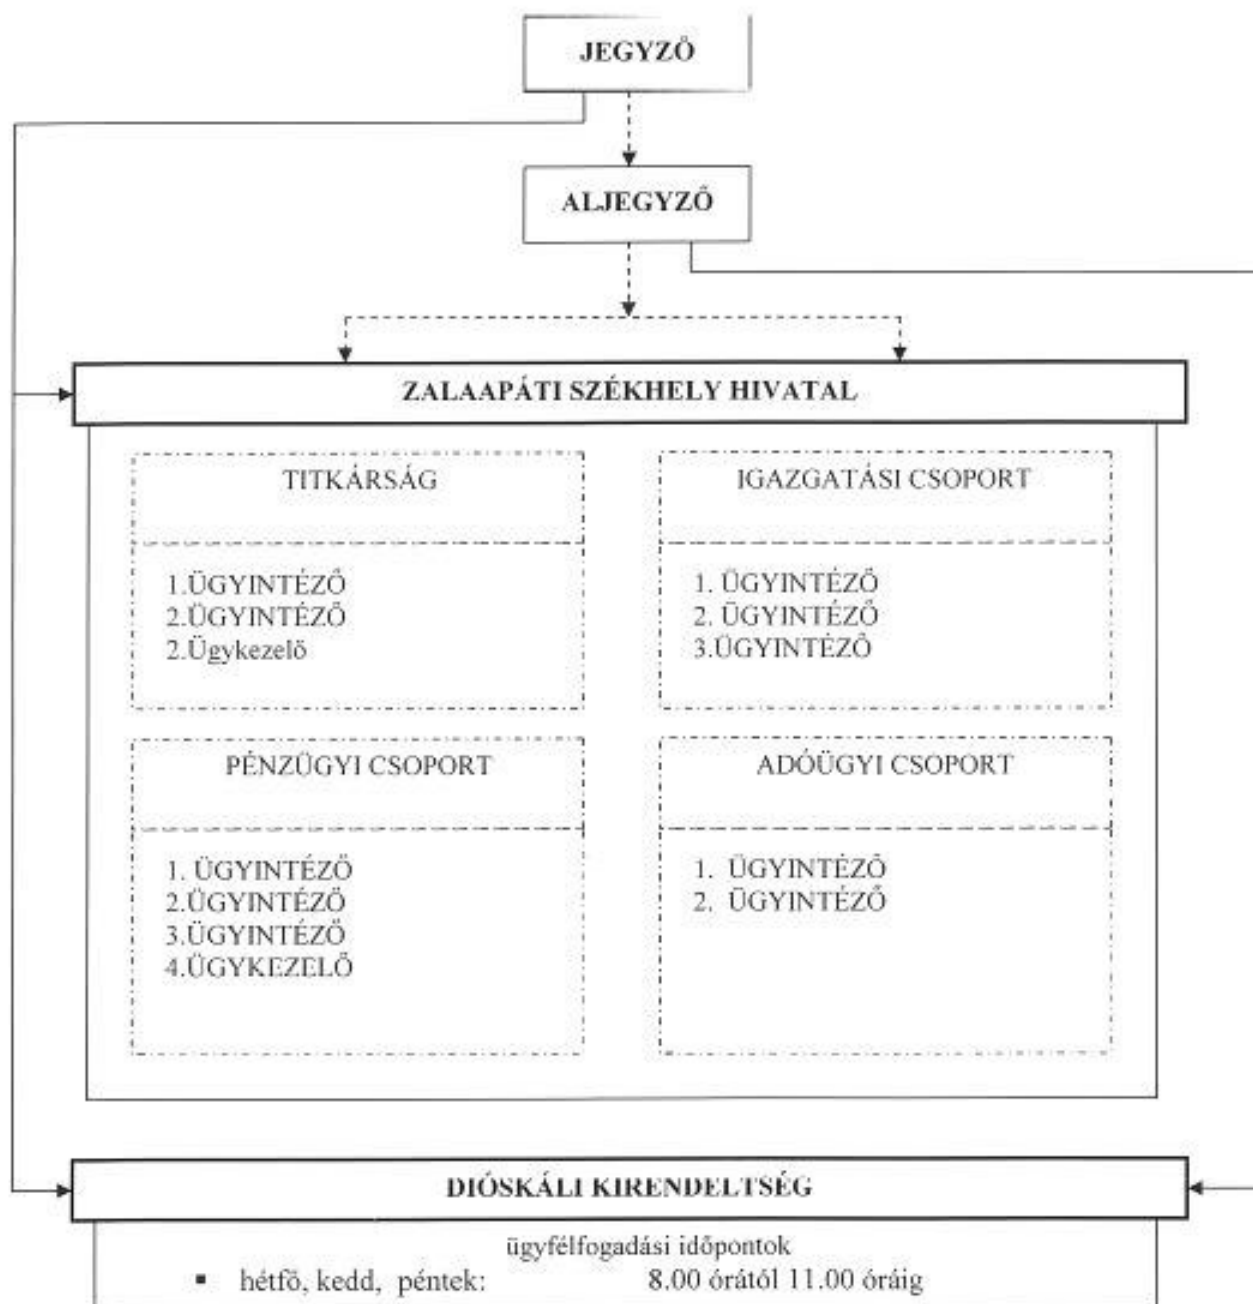 JEGYZŐ
ALJEGYZŐ
ZALAAPÁTI SZÉKHELY HIVATAL
TITKÁRSÁG
1.ÜGYINTÉZŐ
2.ÜGYINTÉZŐ
2.Ügykezelő
IGAZGATÁSI CSOPORT
1. ÜGYINTÉZŐ
2. ÜGYINTÉZŐ
3.ÜGYINTÉZŐ
PÉNZÜGYI CSOPORT
1. ÜGYINTÉZŐ
2.ÜGYINTÉZŐ
3.ÜGYINTÉZŐ
4.ÜGYKEZELŐ
ADÓÜGYI CSOPORT
1. ÜGYINTÉZŐ
2. ÜGYINTÉZŐ
DIÓSKÁLI KIRENDELTSÉG
ügyfélfogadási időpontok
▪ hétfő, kedd, péntek: 8.00 órától 11.00 óráig